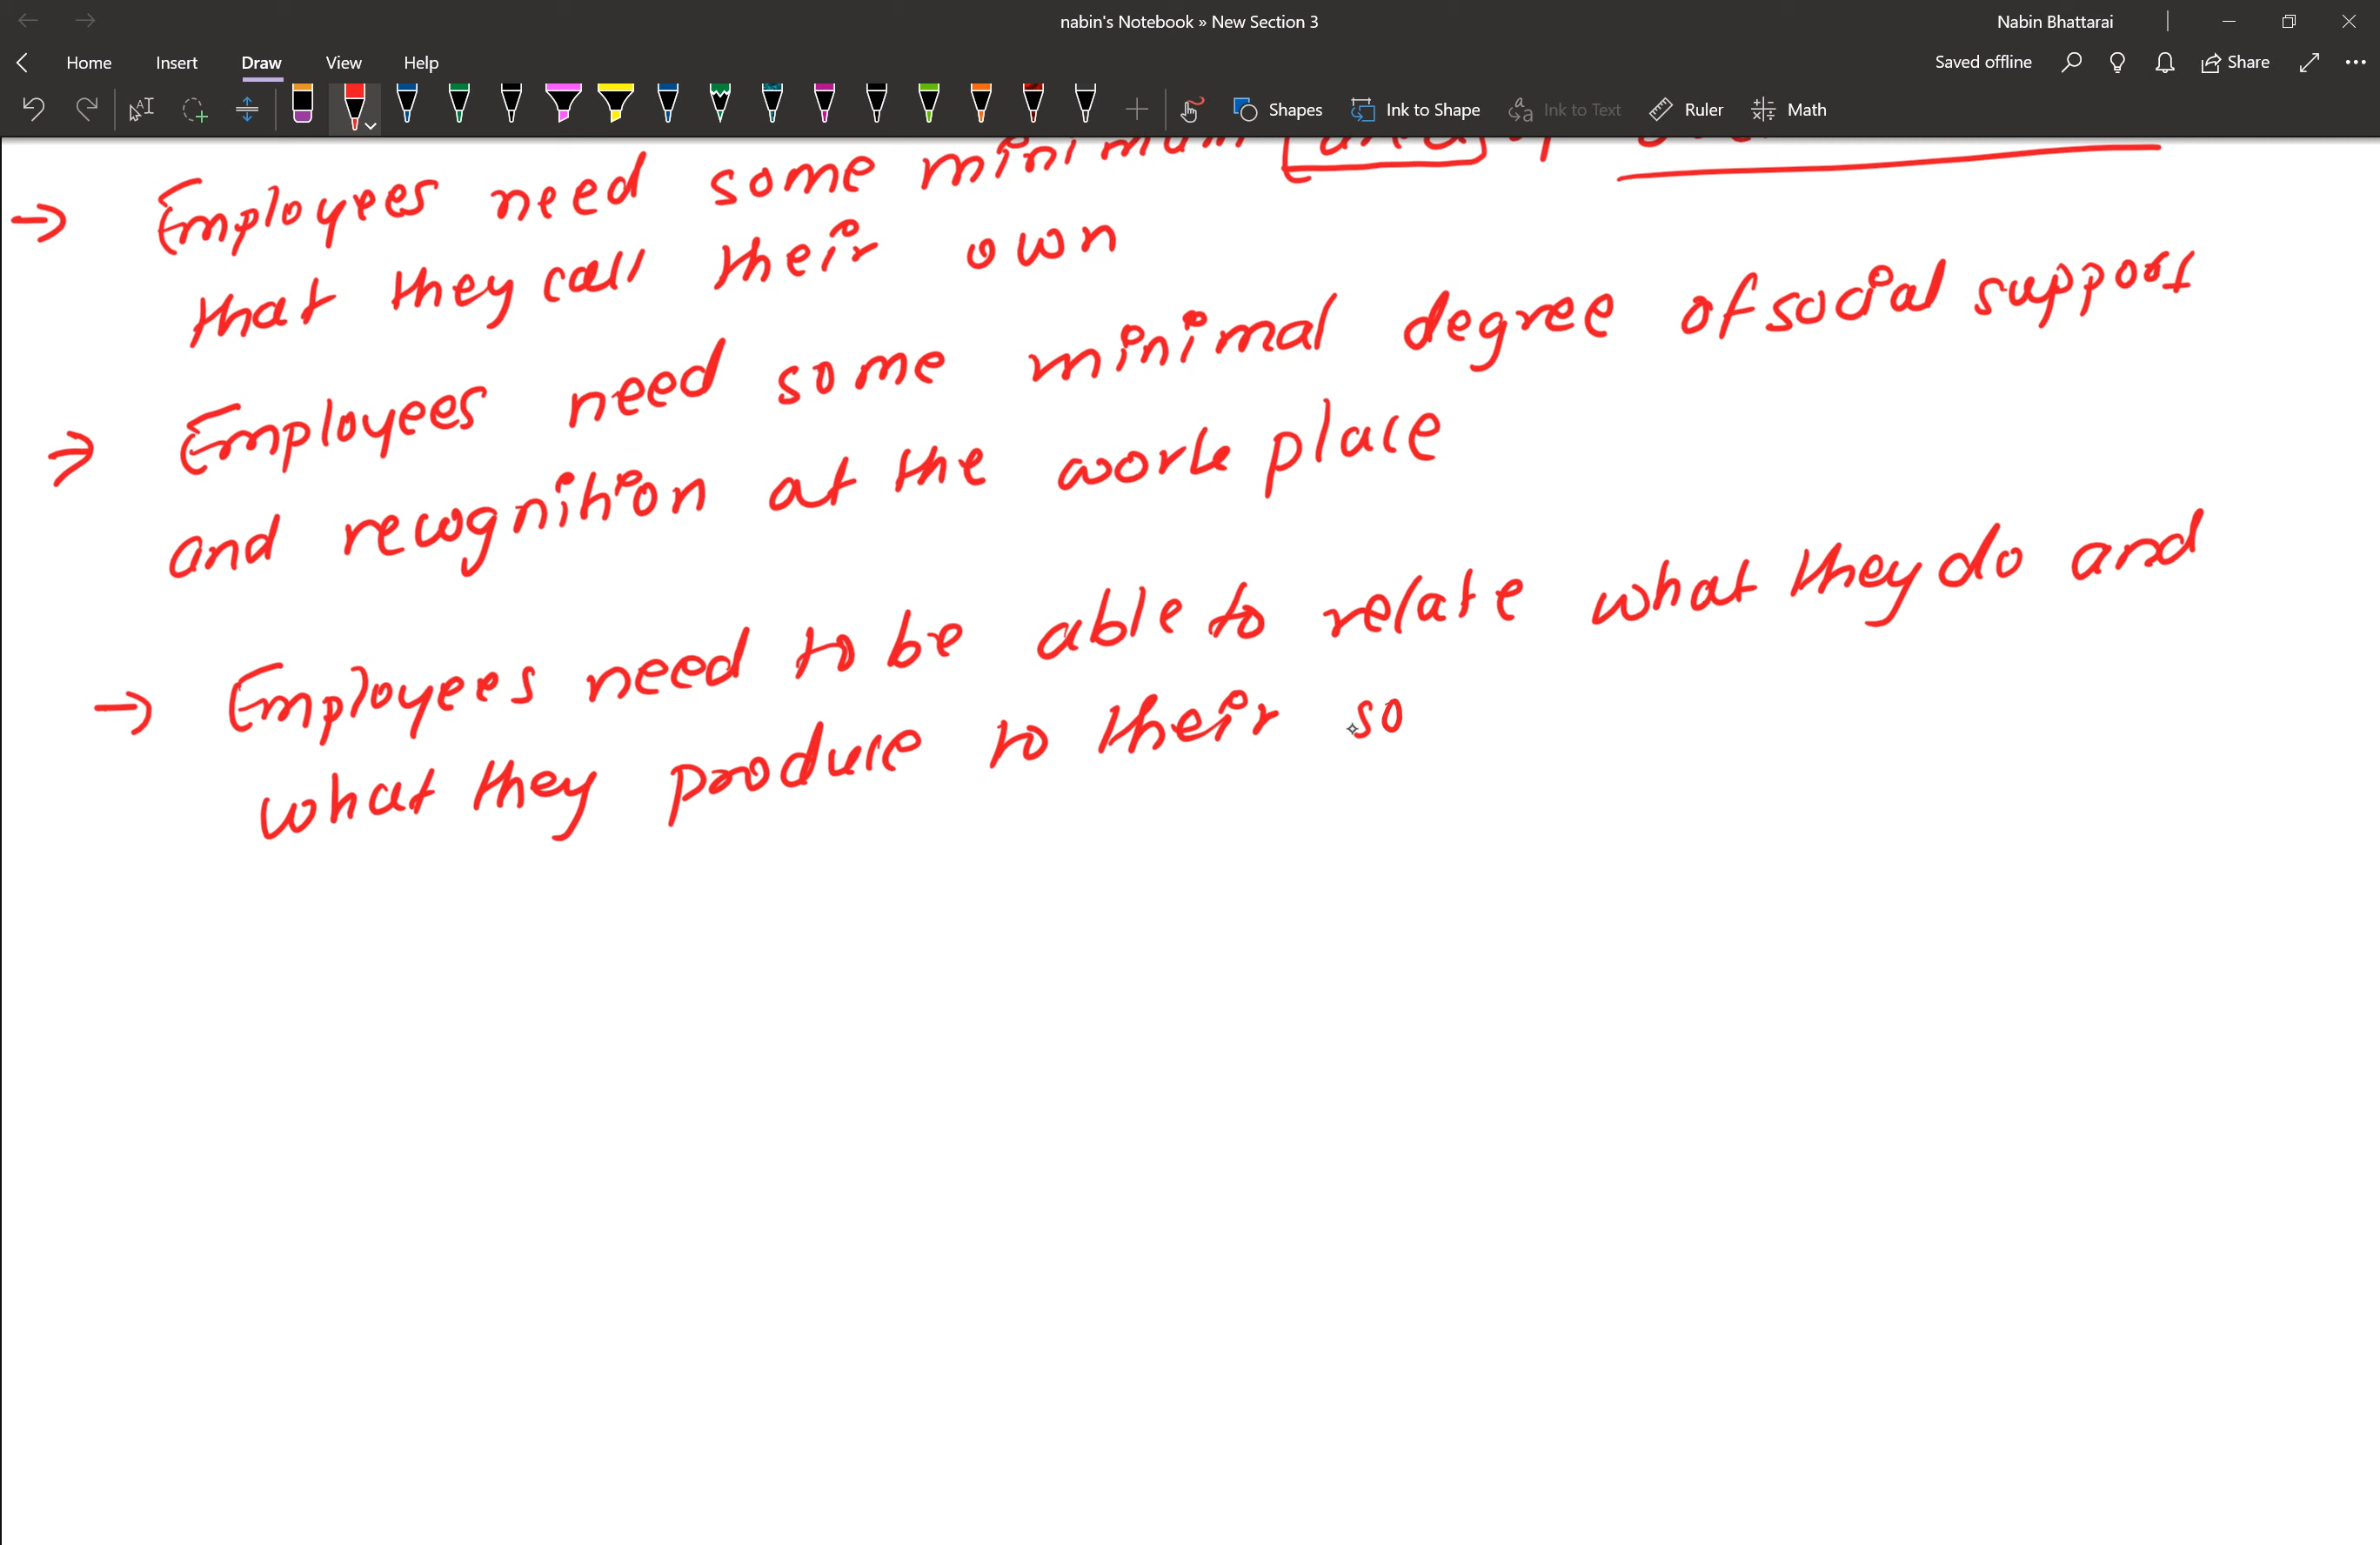 nabin's Notebook » New Section 3
Nabin Bhattarai
Home Insert Draw View Help
Saved offline
Share
Shapes Ink to Shape Ink to Text Ruler Math
→ Employees need some
that they call their own
→ Employees need some minimal degree of social support
and recognition at the work place
→ Employees need to be able to relate what they do and
what they produce to their so